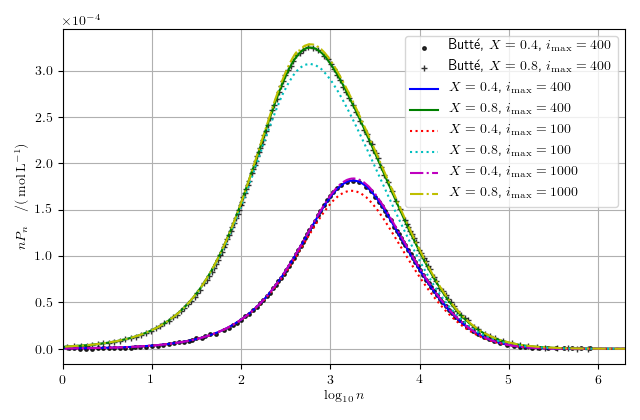 ×10⁻⁴
Butté, X = 0.4, i_max = 400
Butté, X = 0.8, i_max = 400
X = 0.4, i_max = 400
X = 0.8, i_max = 400
X = 0.4, i_max = 100
X = 0.8, i_max = 100
X = 0.4, i_max = 1000
X = 0.8, i_max = 1000
3.0
2.5
2.0
1.5
1.0
0.5
0.0
nPₙ /( mol L⁻¹)
0 1 2 3 4 5 6
log₁₀ n